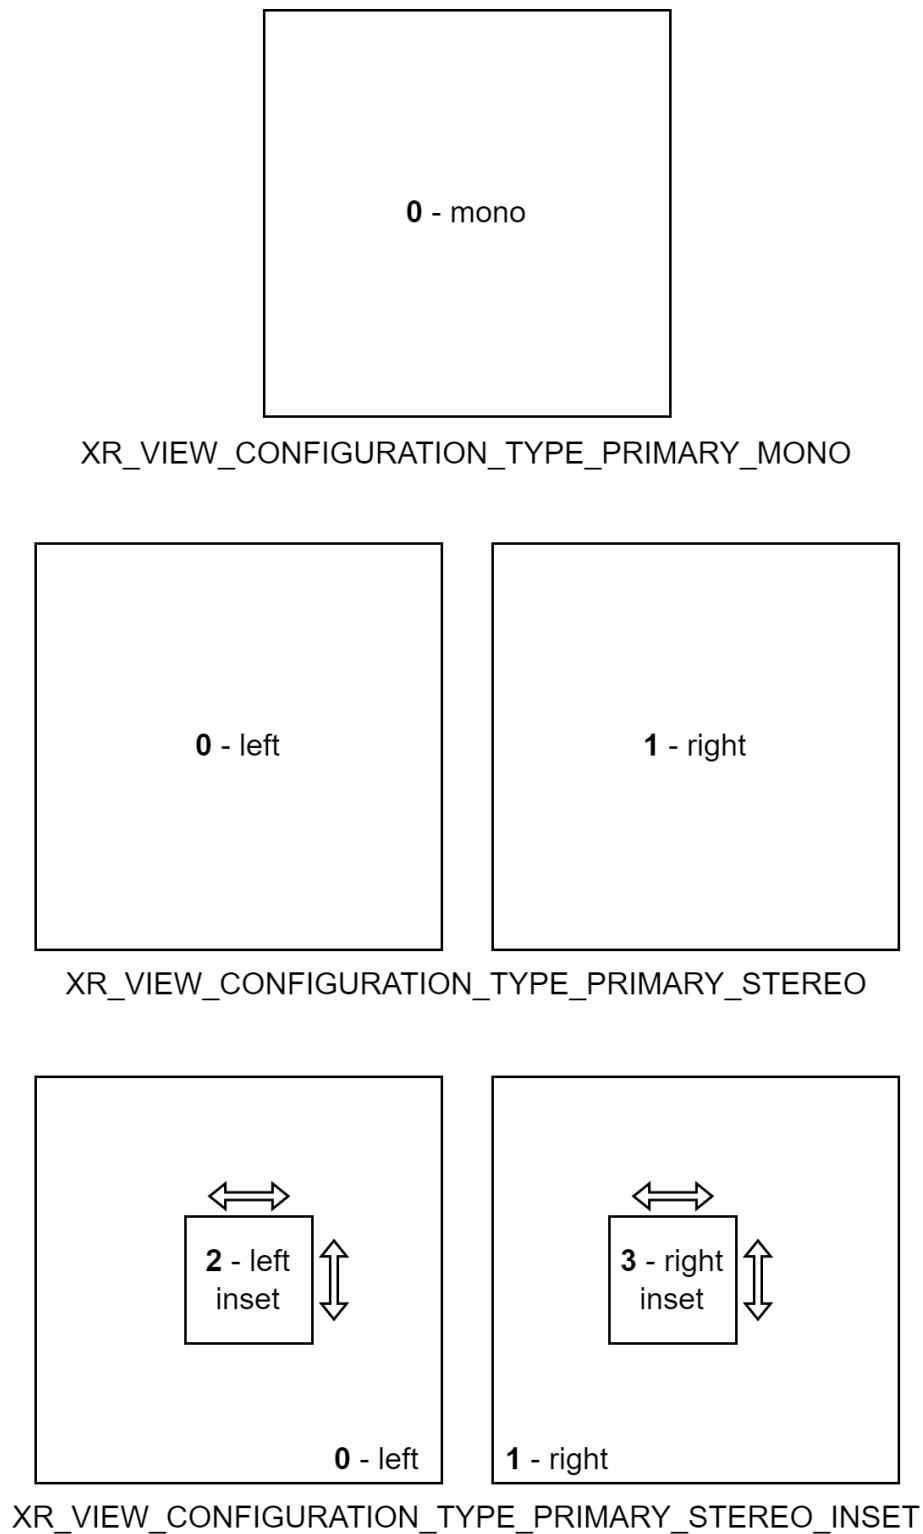 0 - mono
XR_VIEW_CONFIGURATION_TYPE_PRIMARY_MONO
0 - left
1 - right
XR_VIEW_CONFIGURATION_TYPE_PRIMARY_STEREO
2 - left
inset
3 - right
inset
0 - left
1 - right
XR_VIEW_CONFIGURATION_TYPE_PRIMARY_STEREO_INSET